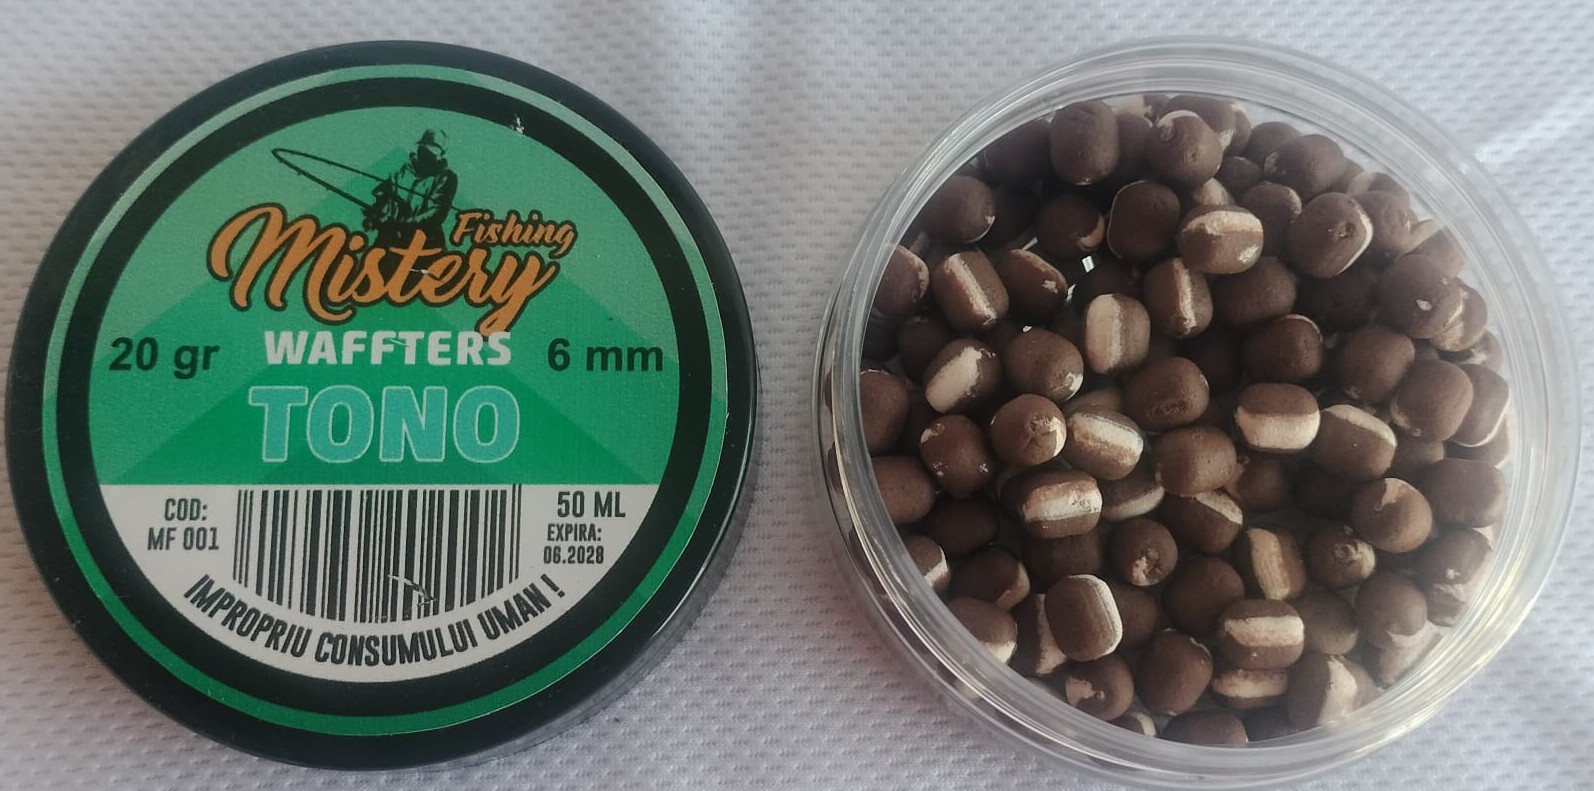 Fishing
Mistery
WAFFTERS
20 gr
6 mm
TONO
COD:
MF 001
50 ML
EXPIRA:
06.2028
IMPROPRIU CONSUMULUI UMAN !